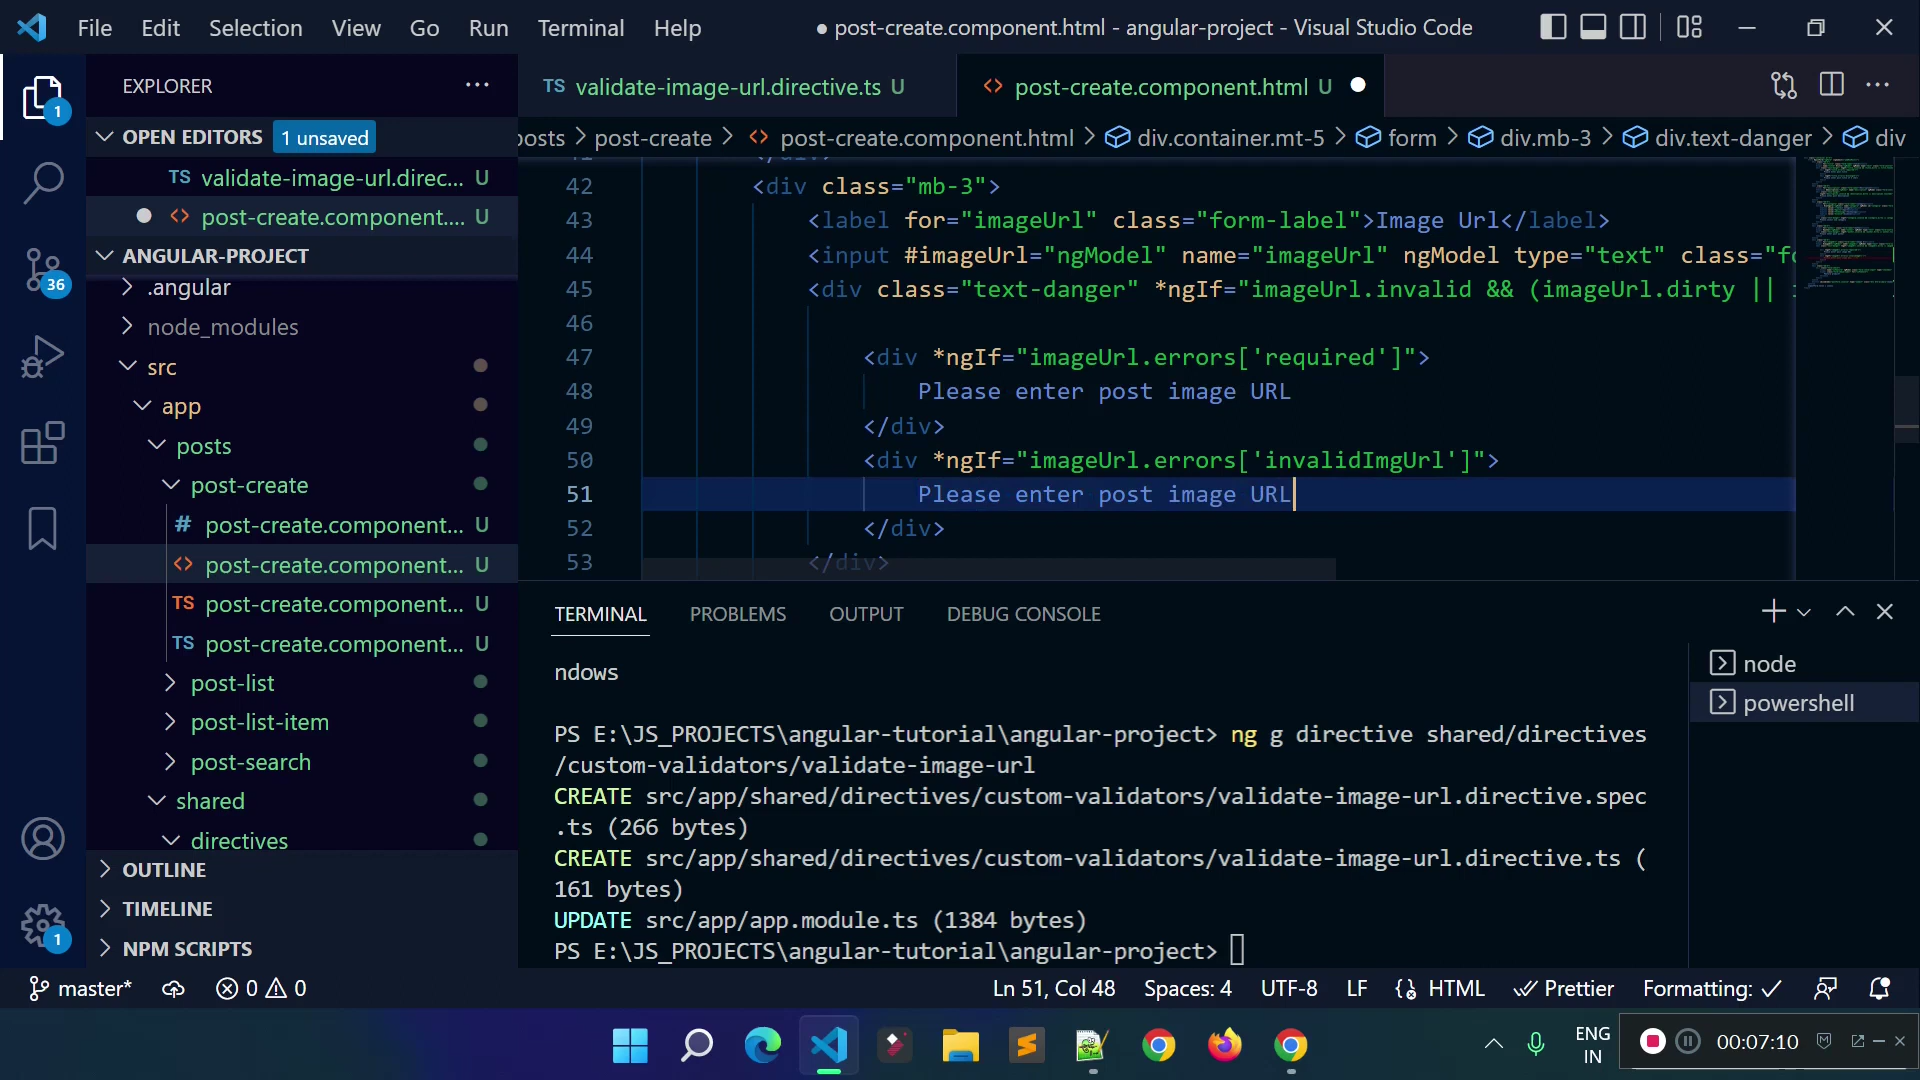 File Edit Selection View Go Run Terminal Help
● post-create.component.html - angular-project - Visual Studio Code
EXPLORER
TS validate-image-url.directive.ts U
<> post-create.component.html U
1
OPEN EDITORS 1 unsaved
posts > post-create > <> post-create.component.html > div.container.mt-5 > form > div.mb-3 > div.text-danger > div
TS validate-image-url.direc... U
<> post-create.component.... U
ANGULAR-PROJECT
36
.angular
node_modules
src
app
posts
post-create
# post-create.component... U
<> post-create.component... U
TS post-create.component... U
TS post-create.component... U
post-list
post-list-item
post-search
shared
directives
OUTLINE
TIMELINE
NPM SCRIPTS
1
41 </div>
42 <div class="mb-3">
43 <label for="imageUrl" class="form-label">Image Url</label>
44 <input #imageUrl="ngModel" name="imageUrl" ngModel type="text" class="fo
45 <div class="text-danger" *ngIf="imageUrl.invalid && (imageUrl.dirty ||
46
47 <div *ngIf="imageUrl.errors['required']">
48 Please enter post image URL
49 </div>
50 <div *ngIf="imageUrl.errors['invalidImgUrl']">
51 Please enter post image URL
52 </div>
53 </div>
TERMINAL PROBLEMS OUTPUT DEBUG CONSOLE
ndows
PS E:\JS_PROJECTS\angular-tutorial\angular-project> ng g directive shared/directives
/custom-validators/validate-image-url
CREATE src/app/shared/directives/custom-validators/validate-image-url.directive.spec
.ts (266 bytes)
CREATE src/app/shared/directives/custom-validators/validate-image-url.directive.ts (
161 bytes)
UPDATE src/app/app.module.ts (1384 bytes)
PS E:\JS_PROJECTS\angular-tutorial\angular-project>
node
powershell
master* 0 0
Ln 51, Col 48 Spaces: 4 UTF-8 LF HTML Prettier Formatting: ✓
ENG
IN
00:07:10